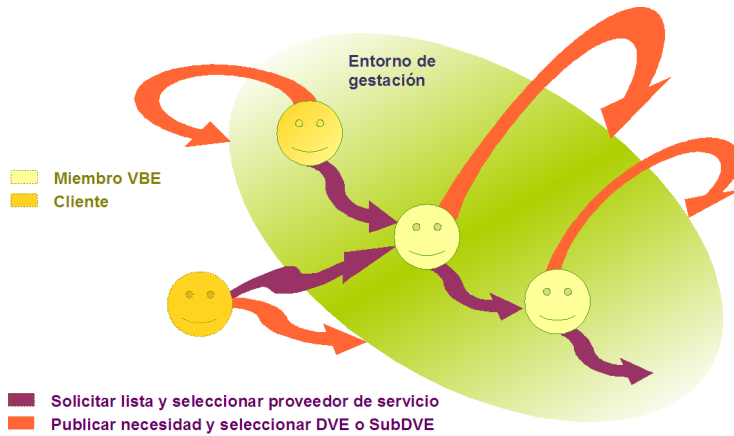 Entorno de
gestación
Miembro VBE
Cliente
Solicitar lista y seleccionar proveedor de servicio
Publicar necesidad y seleccionar DVE o SubDVE